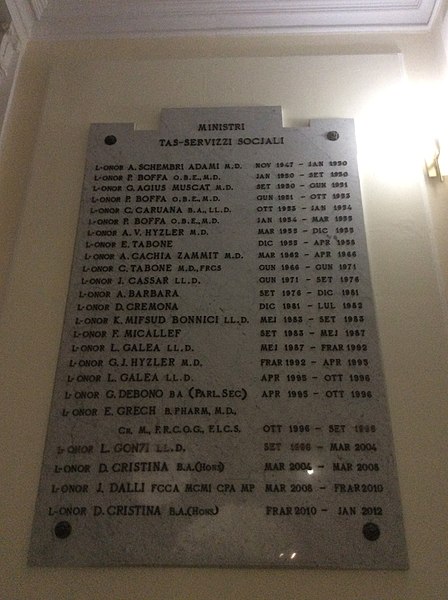 MINISTRI
TAS-SERVIZZI SOCJALI
L-ONOR A. SCHEMBRI ADAMI M.D. NOV 1947 – JAN 1950
L-ONOR P. BOFFA O.B.E., M.D. JAN 1950 – SET 1950
L-ONOR G. AGIUS MUSCAT M.D. SET 1950 – GUN 1951
L-ONOR P. BOFFA O.B.E., M.D. GUN 1951 – OTT 1953
L-ONOR C. CARUANA B.A., LL.D. OTT 1953 – JAN 1954
L-ONOR P. BOFFA O.B.E., M.D. JAN 1954 – MAR 1955
L-ONOR A. V. HYZLER M.D. MAR 1955 – DIC 1955
L-ONOR E. TABONE DIC 1955 – APR 1958
L-ONOR A. CACHIA ZAMMIT M.D. MAR 1962 – APR 1966
L-ONOR C. TABONE M.D., FRCS GUN 1966 – GUN 1971
L-ONOR J. CASSAR LL.D. GUN 1971 – SET 1976
L-ONOR A. BARBARA SET 1976 – DIC 1981
L-ONOR D. CREMONA DIC 1981 – LUL 1982
L-ONOR K. MIFSUD BONNICI LL.D. MEJ 1983 – SET 1983
L-ONOR F. MICALLEF SET 1983 – MEJ 1987
L-ONOR L. GALEA LL.D. MEJ 1987 – FRAR 1992
L-ONOR G. J. HYZLER M.D. FRAR 1992 – APR 1995
L-ONOR L. GALEA LL.D. APR 1995 – OTT 1996
L-ONOR G. DEBONO BA (PARL. SEC) APR 1995 – OTT 1996
L-ONOR E. GRECH B. PHARM, M.D.,
CH. M., F.R.C.O.G., F.I.C.S. OTT 1996 – SET 1998
L-ONOR L. GONZI LL.D. SET 1998 – MAR 2004
L-ONOR D. CRISTINA B.A. (HONS) MAR 2004 – MAR 2008
L-ONOR J. DALLI FCCA MCMI CPA MP MAR 2008 – FRAR 2010
L-ONOR D. CRISTINA B.A. (HONS) FRAR 2010 – JAN 2012